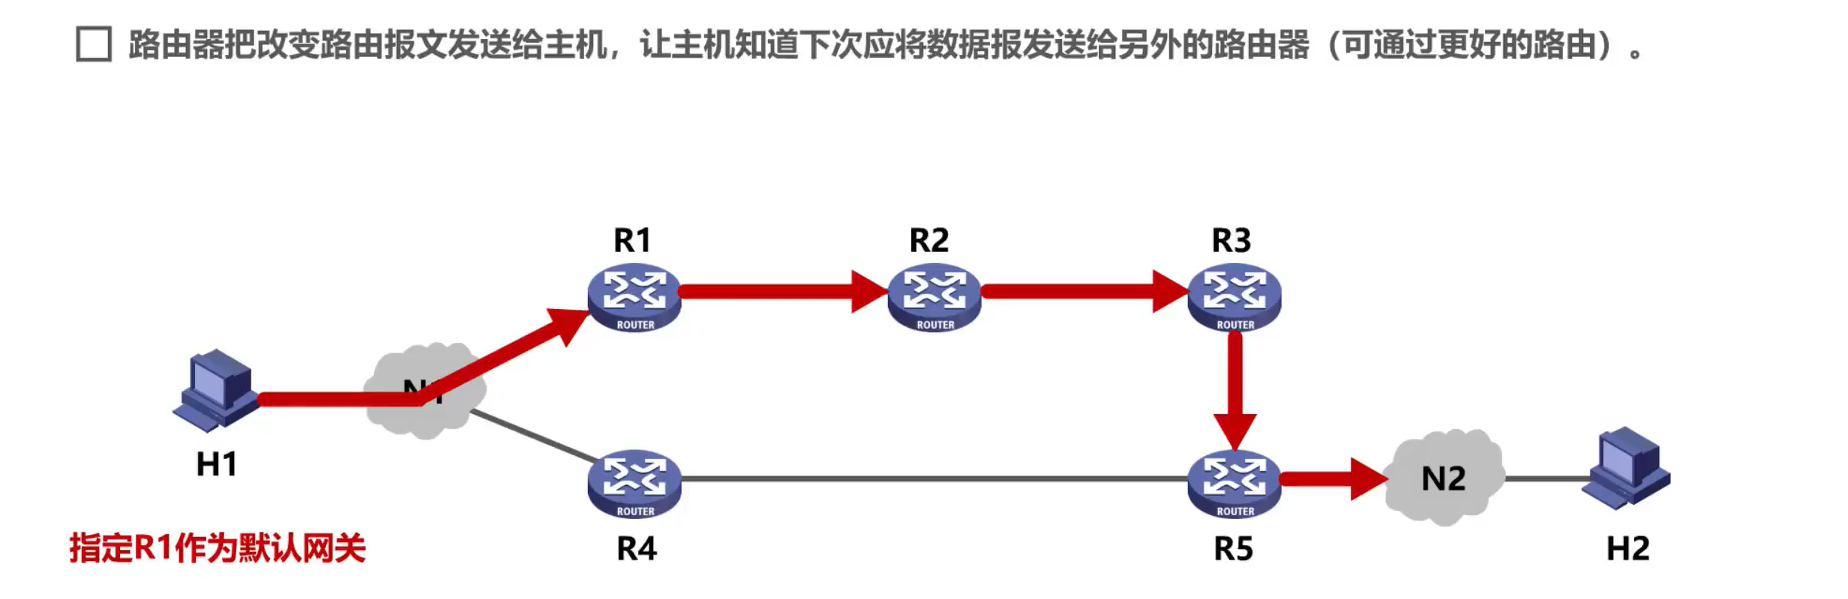 路由器把改变路由报文发送给主机，让主机知道下次应将数据报发送给另外的路由器（可通过更好的路由）。
R1 R2 R3
ROUTER ROUTER ROUTER
N1
H1
N2
ROUTER ROUTER
指定R1作为默认网关
R4 R5 H2